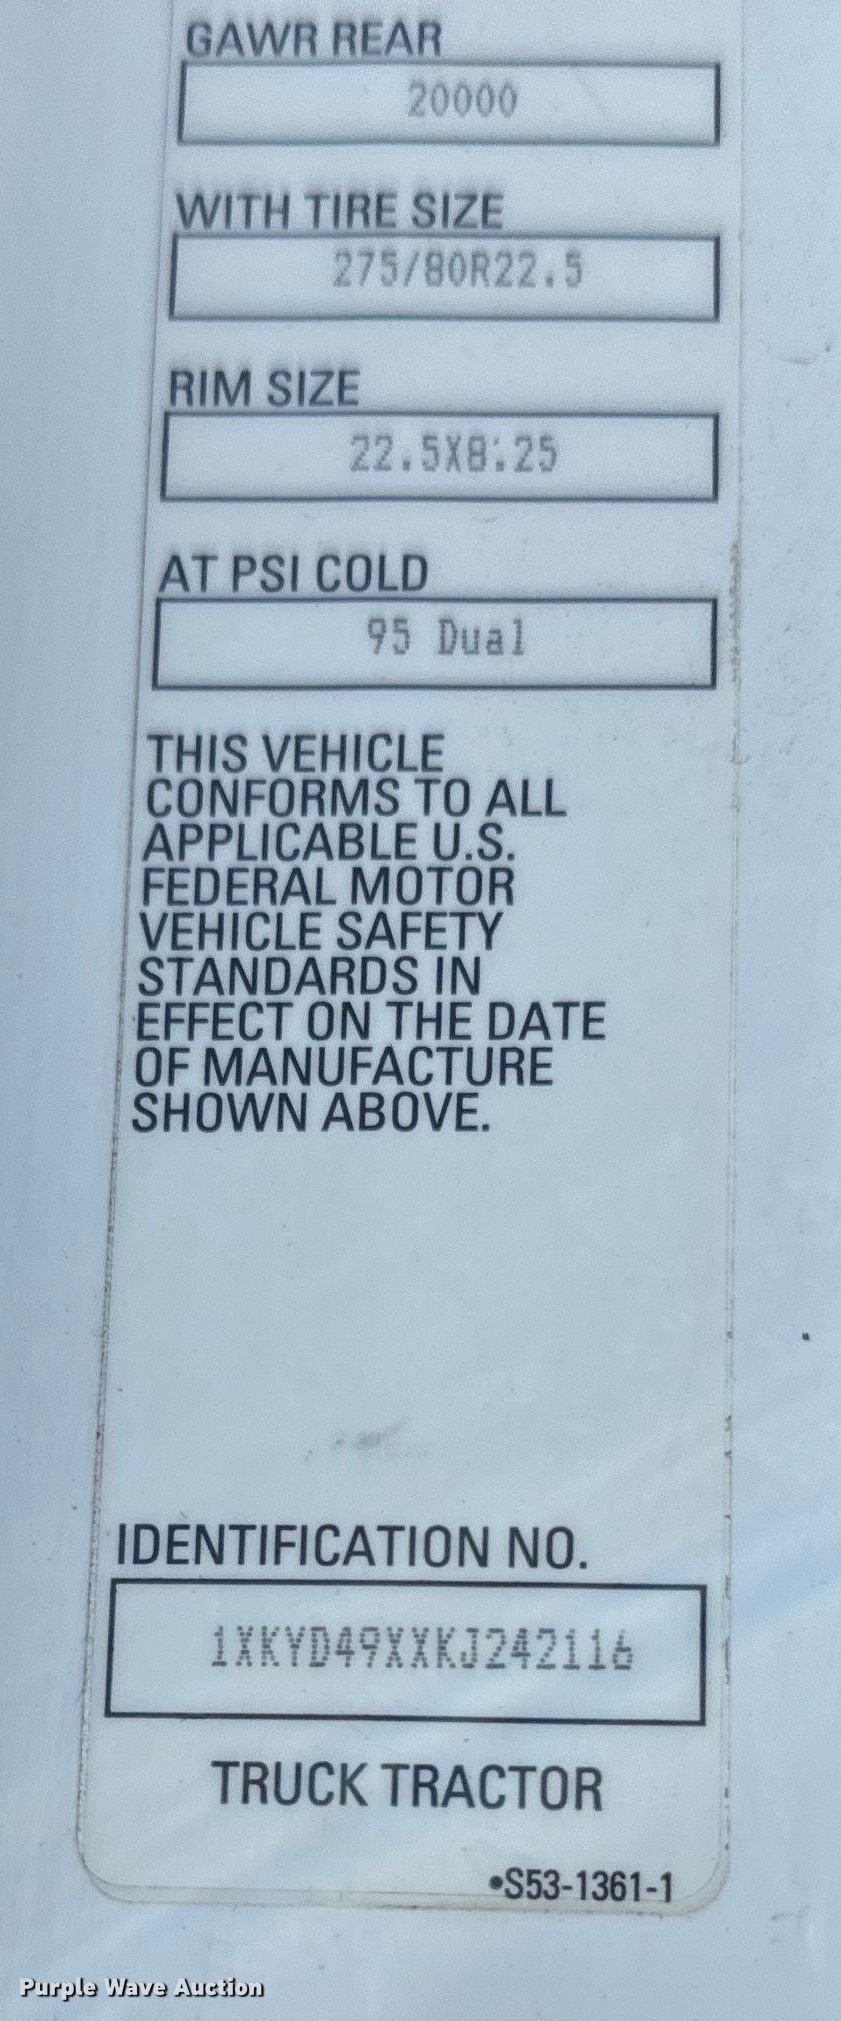 GAWR REAR
20000
WITH TIRE SIZE
275/80R22.5
RIM SIZE
22.5X8.25
AT PSI COLD
95 Dual
THIS VEHICLE
CONFORMS TO ALL
APPLICABLE U.S.
FEDERAL MOTOR
VEHICLE SAFETY
STANDARDS IN
EFFECT ON THE DATE
OF MANUFACTURE
SHOWN ABOVE.
IDENTIFICATION NO.
1XKYD49XXKJ242116
TRUCK TRACTOR
•S53-1361-1
Purple Wave Auction